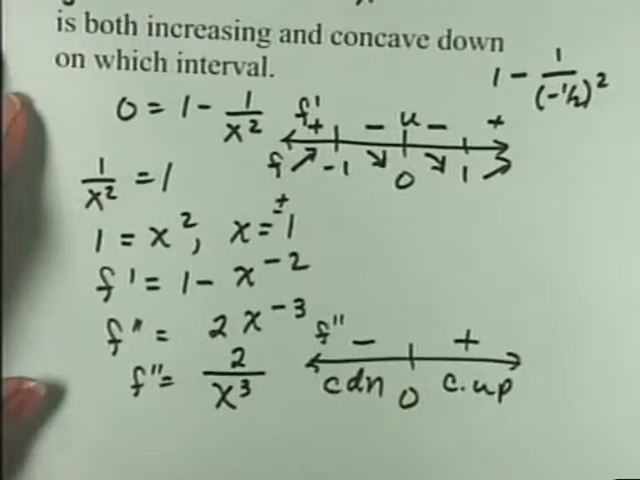 is both increasing and concave down
on which interval.
1 - 1/(-1/2)²
0 = 1 - 1/x²
f' + - u - +
f -1 0 1
1/x² = 1
1 = x², x = ±1
f' = 1 - x⁻²
f" = 2x⁻³
f" - +
f" = 2/x³
cdn 0 c.up